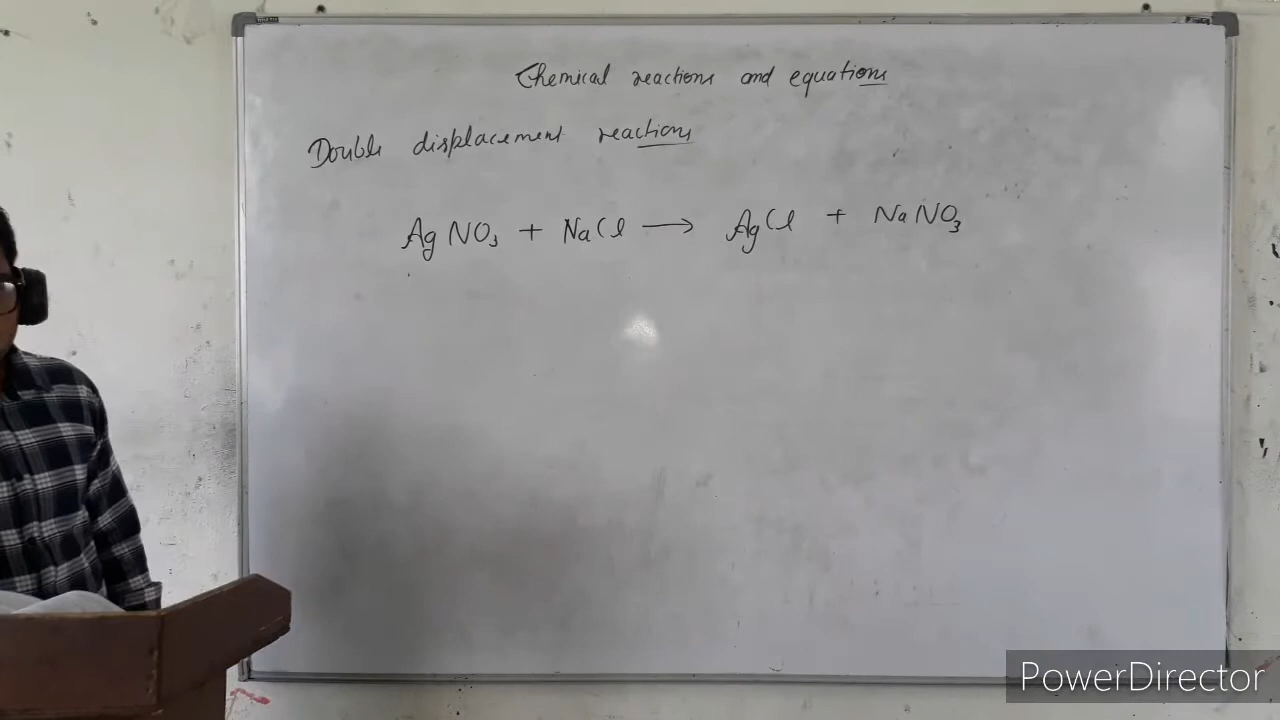 Chemical reactions and equations
Double displacement reactions
AgNO₃ + NaCl ⟶ AgCl + NaNO₃
PowerDirector